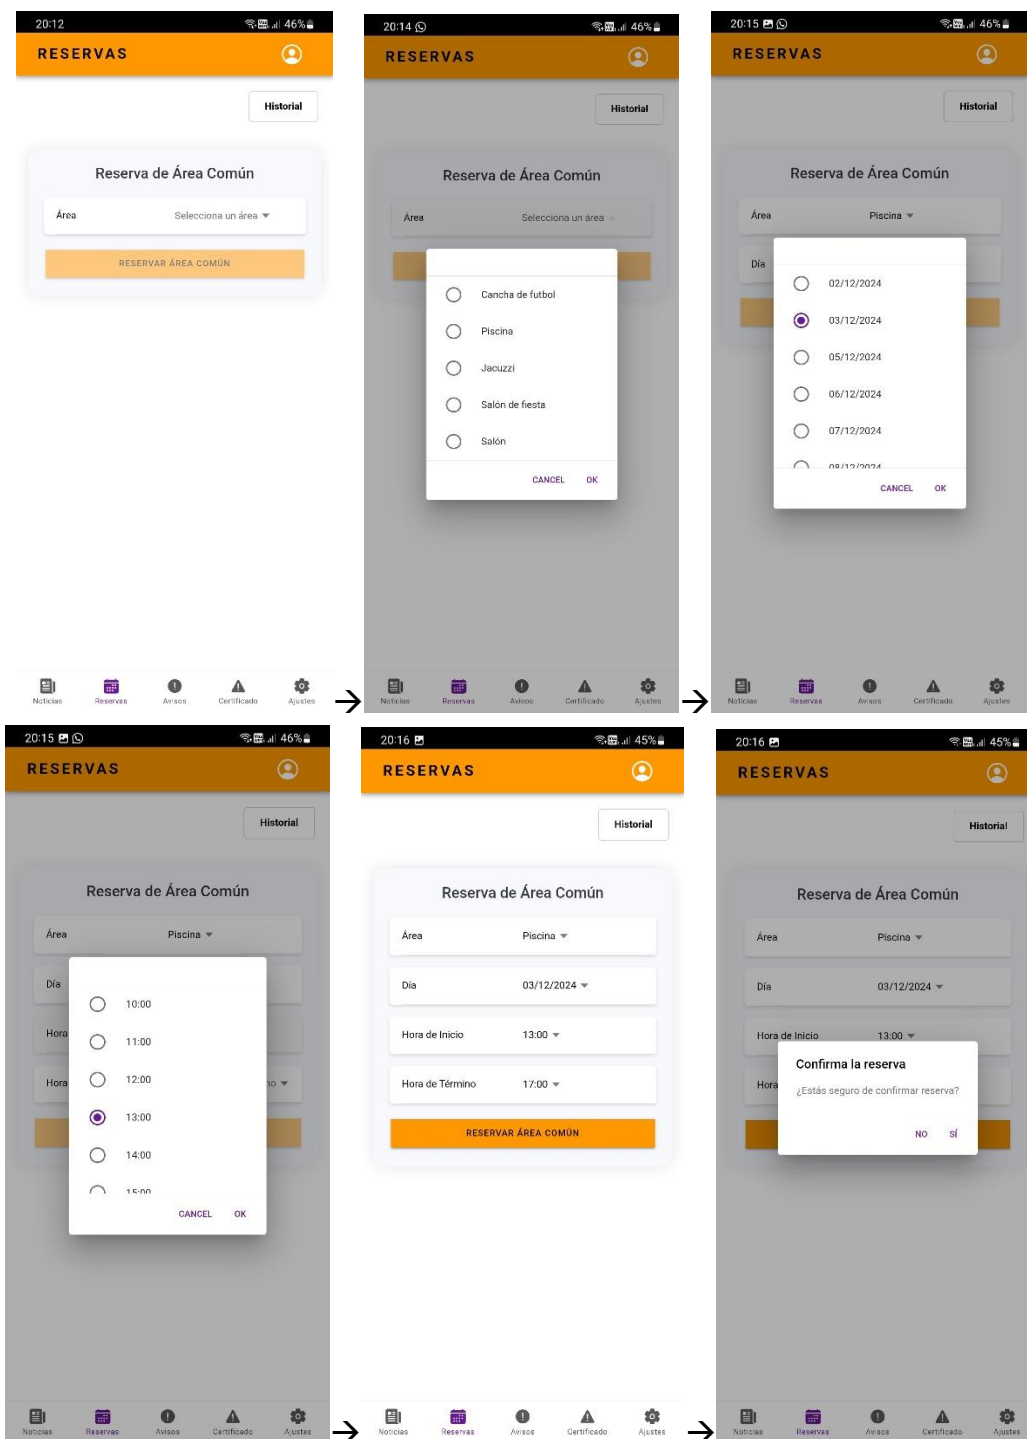 20:12 46%
RESERVAS
Historial
Reserva de Área Común
Área Selecciona un área
RESERVAR ÁREA COMÚN
Noticias Reservas Avisos Certificado Ajustes
→
20:14 46%
RESERVAS
Historial
Reserva de Área Común
Área Selecciona un área
Cancha de futbol
Piscina
Jacuzzi
Salón de fiesta
Salón
CANCEL OK
Noticias Reservas Avisos Certificado Ajustes
→
20:15 46%
RESERVAS
Historial
Reserva de Área Común
Área Piscina
Día
02/12/2024
03/12/2024
05/12/2024
06/12/2024
07/12/2024
08/12/2024
CANCEL OK
Noticias Reservas Avisos Certificado Ajustes
20:15 46%
RESERVAS
Historial
Reserva de Área Común
Área Piscina
Día
Hora
Hora no
10:00
11:00
12:00
13:00
14:00
15:00
CANCEL OK
Noticias Reservas Avisos Certificado Ajustes
→
20:16 45%
RESERVAS
Historial
Reserva de Área Común
Área Piscina
Día 03/12/2024
Hora de Inicio 13:00
Hora de Término 17:00
RESERVAR ÁREA COMÚN
Noticias Reservas Avisos Certificado Ajustes
→
20:16 45%
RESERVAS
Historial
Reserva de Área Común
Área Piscina
Día 03/12/2024
Hora de Inicio 13:00
Hora
Confirma la reserva
¿Estás seguro de confirmar reserva?
NO SÍ
Noticias Reservas Avisos Certificado Ajustes